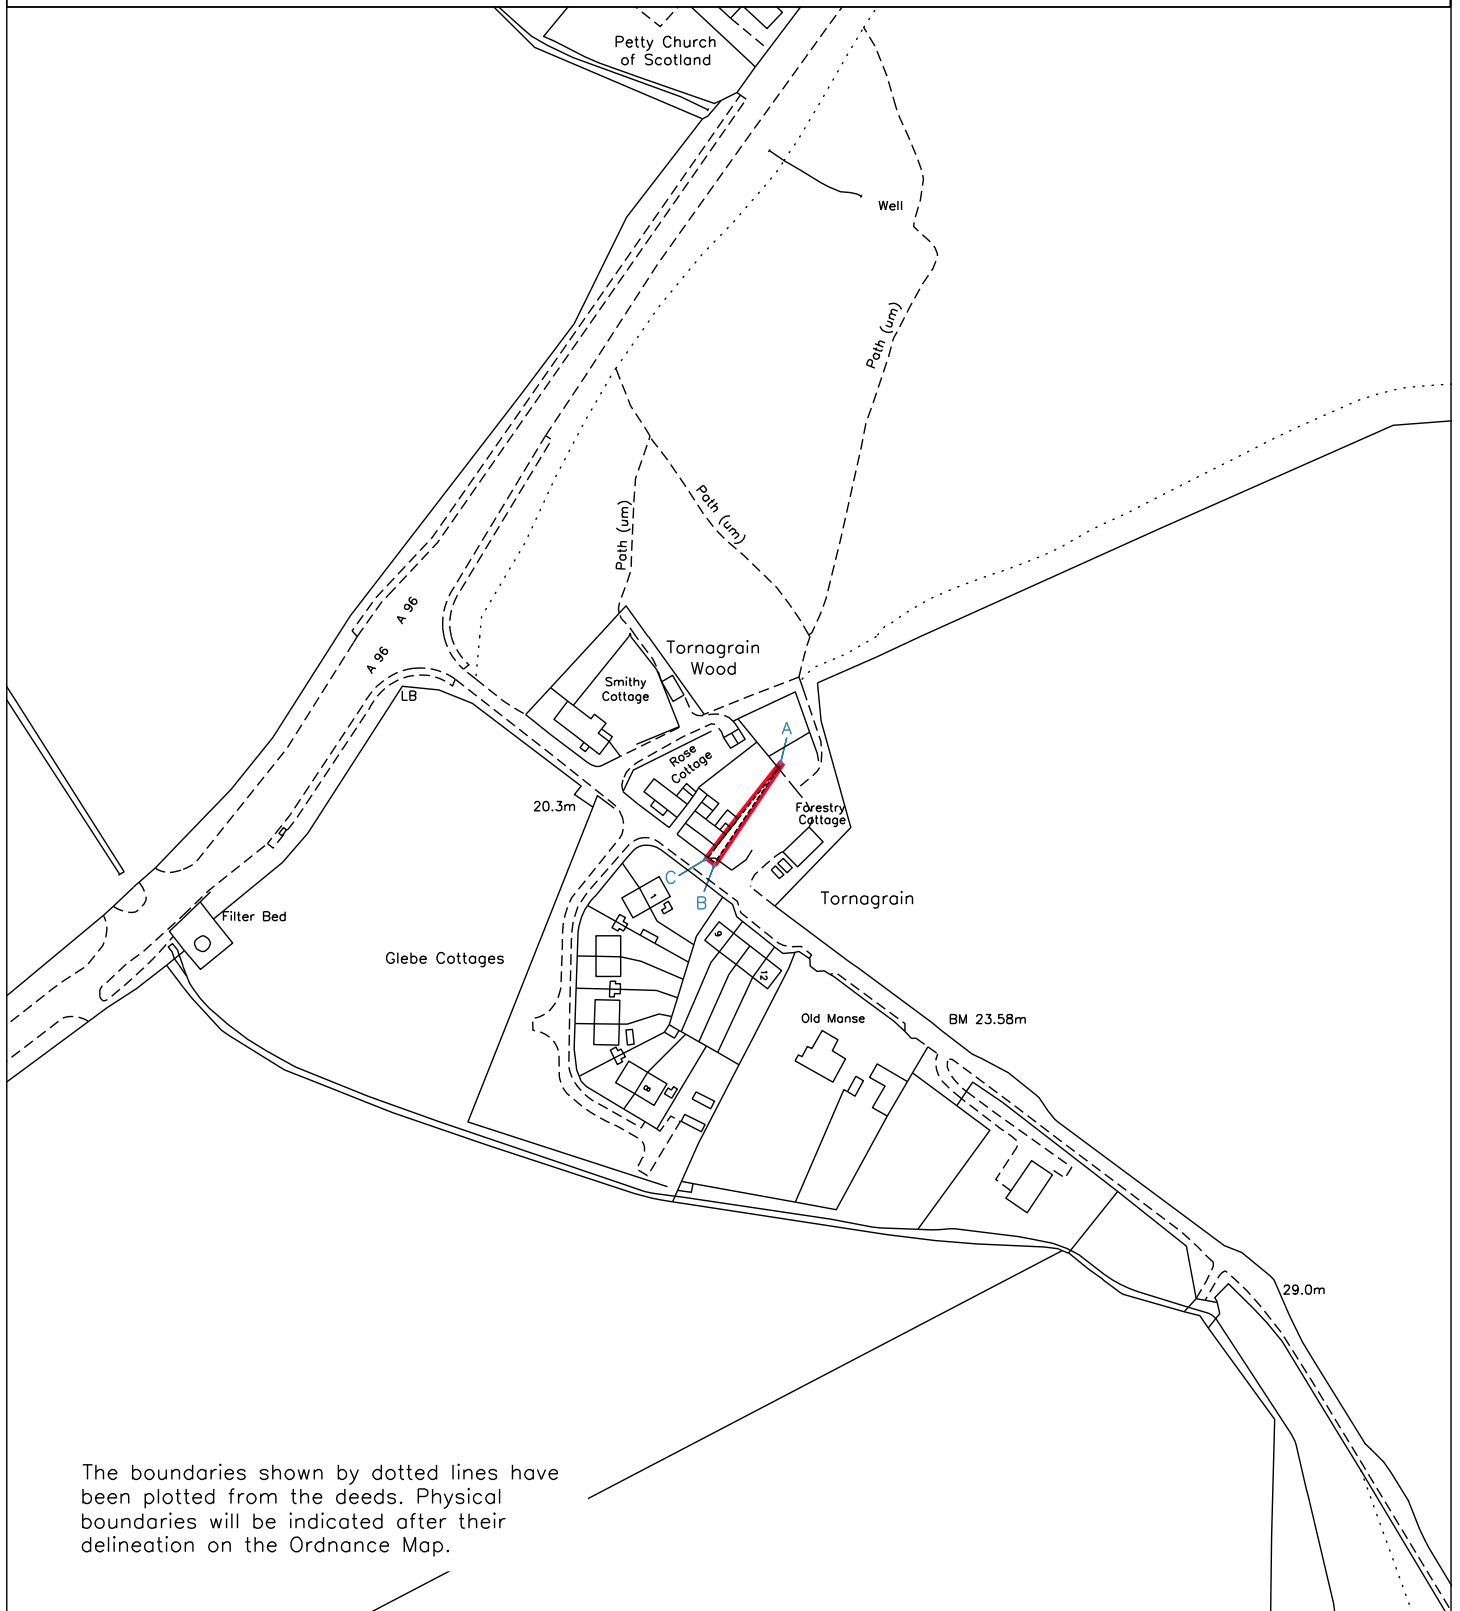 Petty Church
of Scotland
Well
Path (um)
Path (um)
Path (um)
A 96
A 96
LB
Tornagrain
Wood
Smithy
Cottage
Rose
Cottage
A
20.3m
Forestry
Cottage
C
B
Tornagrain
1
Filter Bed
9
12
Glebe Cottages
Old Manse
BM 23.58m
8
29.0m
The boundaries shown by dotted lines have
been plotted from the deeds. Physical
boundaries will be indicated after their
delineation on the Ordnance Map.